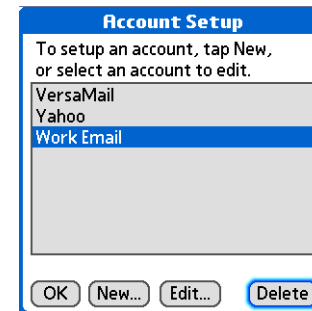 Account Setup
To setup an account, tap New,
or select an account to edit.
VersaMail
Yahoo
Work Email
OK New... Edit... Delete